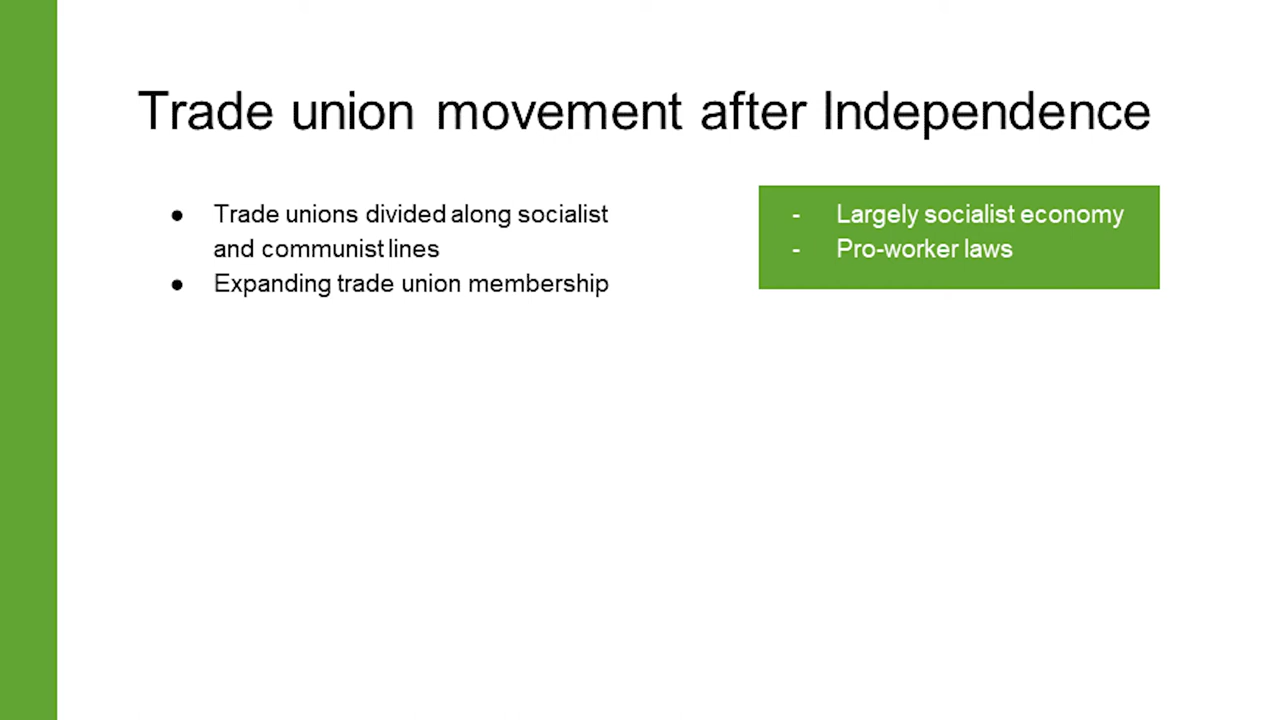 Trade union movement after Independence
● Trade unions divided along socialist
and communist lines
● Expanding trade union membership
- Largely socialist economy
- Pro-worker laws